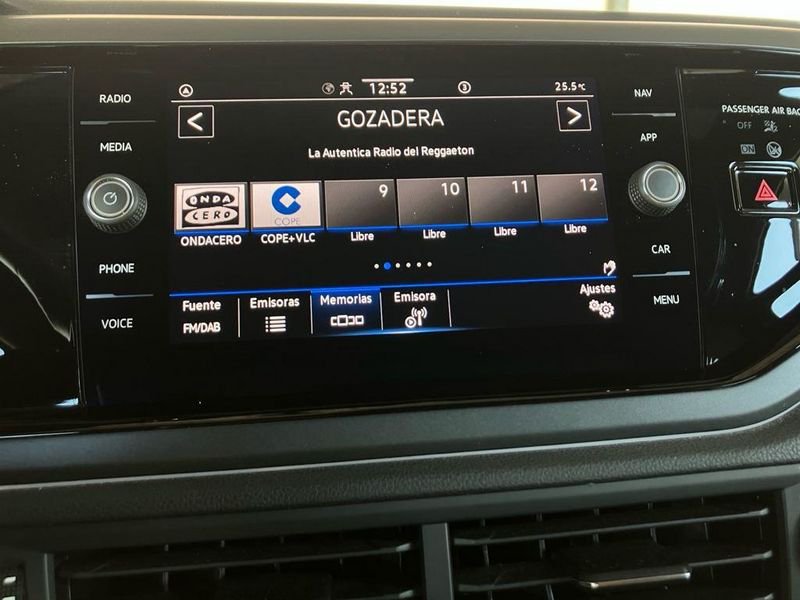 RADIO
MEDIA
PHONE
VOICE
12:52
3
25.5°C
GOZADERA
La Autentica Radio del Reggaeton
ONDA
CERO
COPE
9
10
11
12
ONDACERO
COPE+VLC
Libre
Libre
Libre
Libre
Fuente
FM/DAB
Emisoras
Memorias
Emisora
Ajustes
NAV
APP
CAR
MENU
PASSENGER AIR BAG
OFF
ON